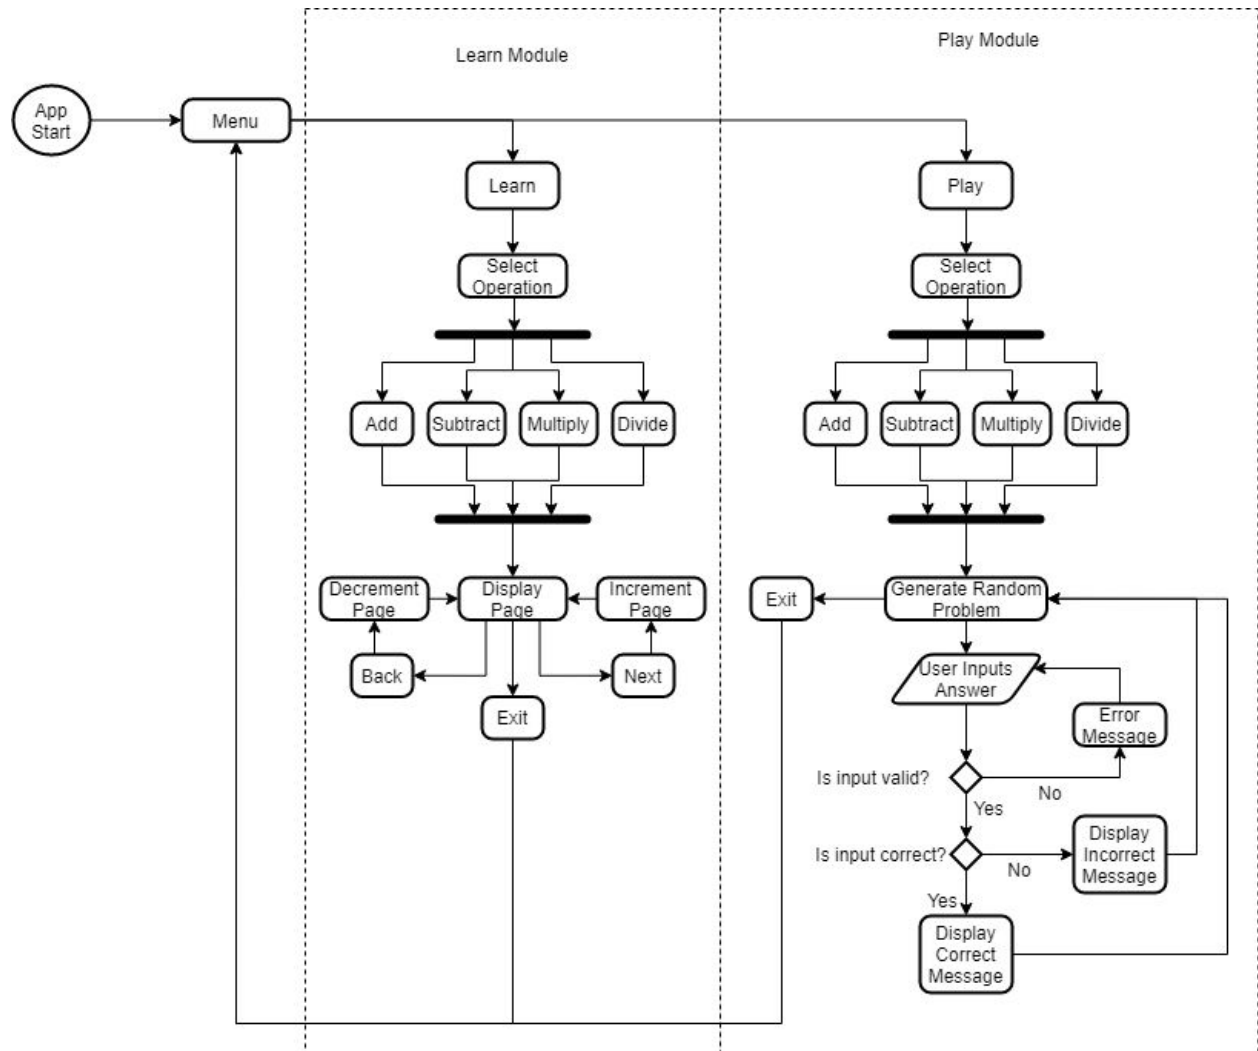 Learn Module
Play Module
App
Start
Menu
Learn
Play
Select
Operation
Select
Operation
Add
Subtract
Multiply
Divide
Add
Subtract
Multiply
Divide
Decrement
Page
Display
Page
Increment
Page
Exit
Generate Random
Problem
Back
Next
User Inputs
Answer
Exit
Error
Message
Is input valid?
No
Yes
Is input correct?
No
Display
Incorrect
Message
Yes
Display
Correct
Message